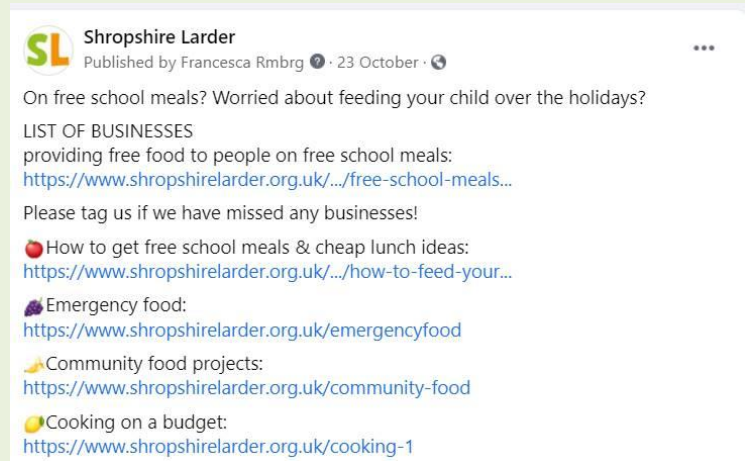 SL
Shropshire Larder
Published by Francesca Rmbrg · 23 October ·
On free school meals? Worried about feeding your child over the holidays?
LIST OF BUSINESSES
providing free food to people on free school meals:
https://www.shropshirelarder.org.uk/.../free-school-meals...
Please tag us if we have missed any businesses!
🍎How to get free school meals & cheap lunch ideas:
https://www.shropshirelarder.org.uk/.../how-to-feed-your...
🍇Emergency food:
https://www.shropshirelarder.org.uk/emergencyfood
🍌Community food projects:
https://www.shropshirelarder.org.uk/community-food
🍋Cooking on a budget:
https://www.shropshirelarder.org.uk/cooking-1